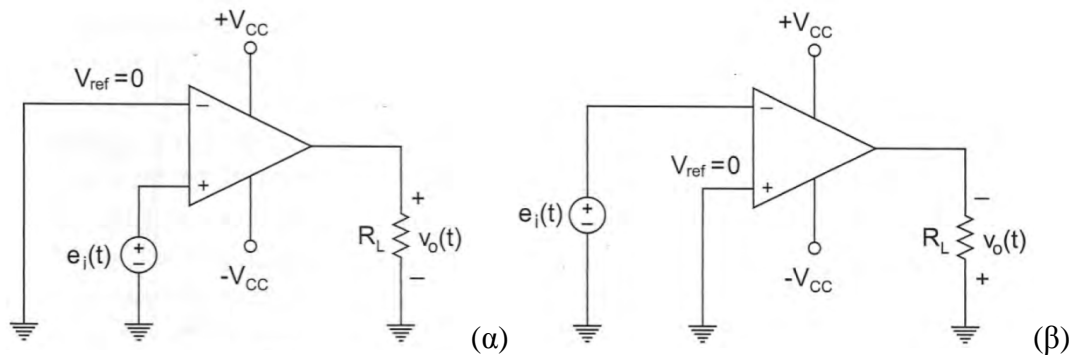 +V_CC
V_ref = 0
−
+
+
−
e_i(t)
-V_CC
+
R_L
v_o(t)
−
(α)
+V_CC
−
V_ref = 0
+
+
−
e_i(t)
-V_CC
−
R_L
v_o(t)
+
(β)